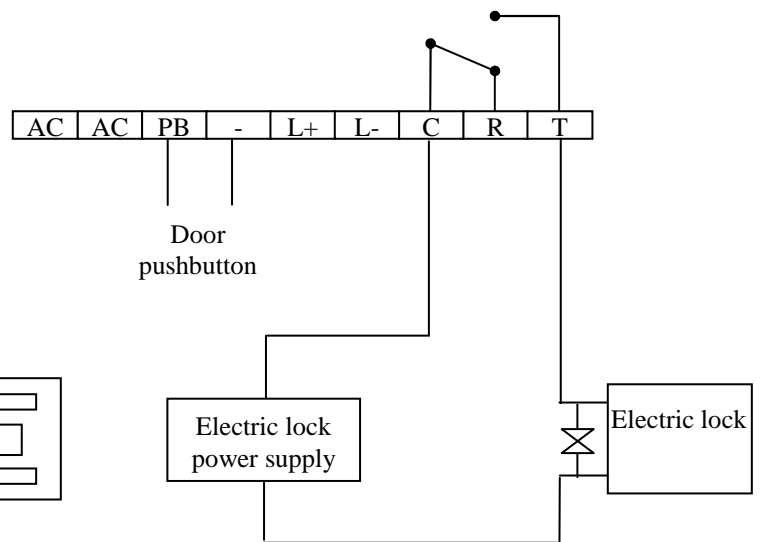 AC AC PB - L+ L- C R T
Door
pushbutton
Electric lock
power supply
Electric lock